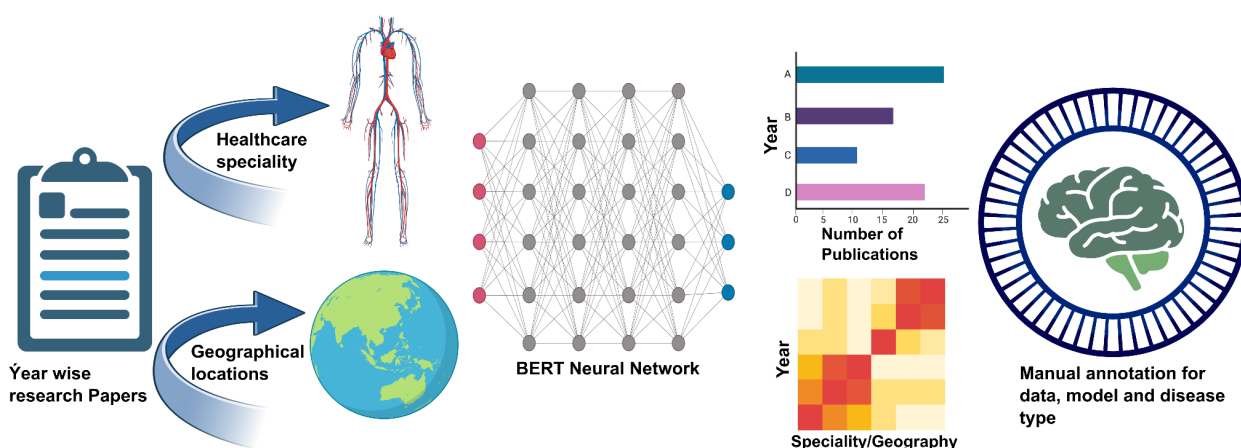 Healthcare
speciality
Ýear wise
research Papers
Geographical
locations
BERT Neural Network
Year
A
B
C
D
0 5 10 15 20 25
Number of
Publications
Year
Speciality/Geography
Manual annotation for
data, model and disease
type